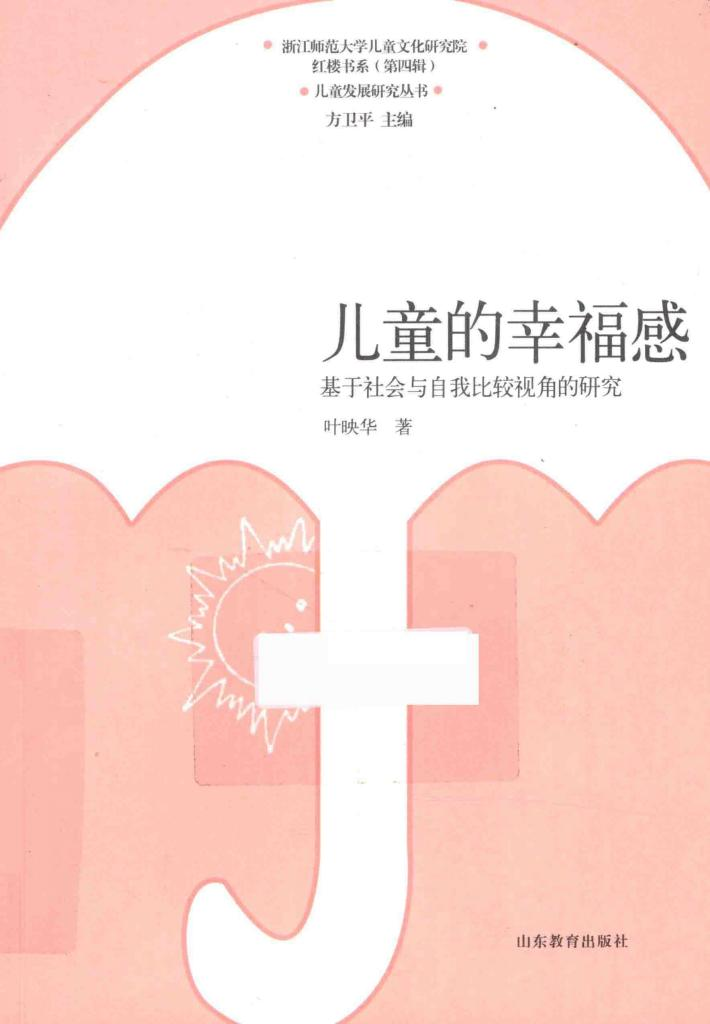 浙江师范大学儿童文化研究院
红楼书系（第四辑）
儿童发展研究丛书
方卫平 主编
儿童的幸福感
基于社会与自我比较视角的研究
叶映华 著
山东教育出版社